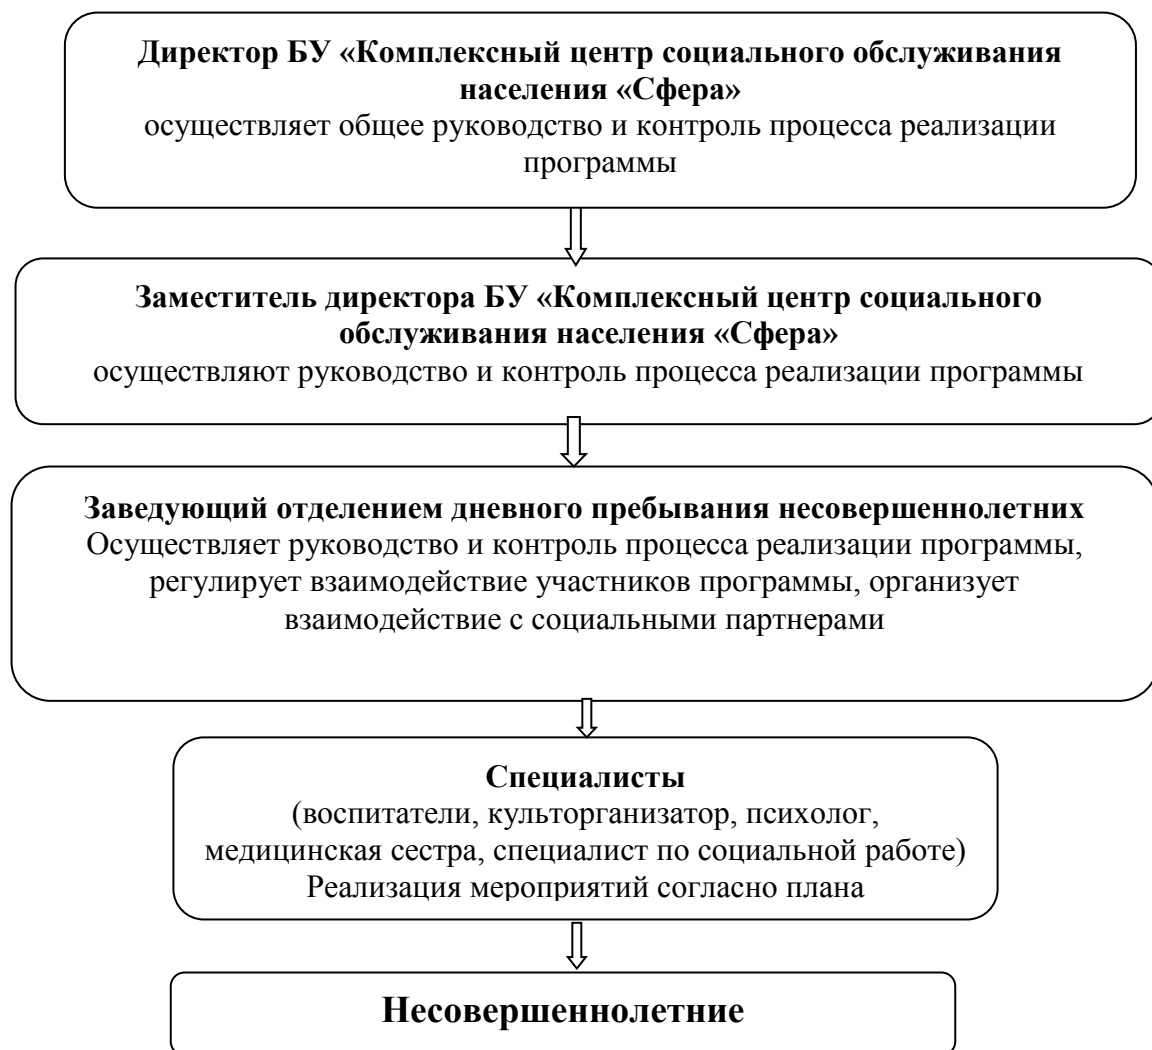 Директор БУ «Комплексный центр социального обслуживания
населения «Сфера»
осуществляет общее руководство и контроль процесса реализации
программы
Заместитель директора БУ «Комплексный центр социального
обслуживания населения «Сфера»
осуществляют руководство и контроль процесса реализации программы
Заведующий отделением дневного пребывания несовершеннолетних
Осуществляет руководство и контроль процесса реализации программы,
регулирует взаимодействие участников программы, организует
взаимодействие с социальными партнерами
Специалисты
(воспитатели, культорганизатор, психолог,
медицинская сестра, специалист по социальной работе)
Реализация мероприятий согласно плана
Несовершеннолетние